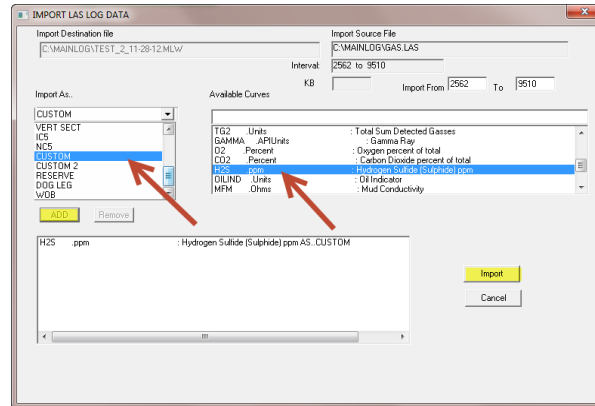 IMPORT LAS LOG DATA
Import Destination file
Import Source File
C:\MAINLOG\TEST_2_11-28-12.MLW
C:\MAINLOG\GAS.LAS
Interval: 2562 to 9510
KB
Import From 2562 To 9510
Import As..
Available Curves
CUSTOM
VERT SECT
IC5
NC5
CUSTOM
CUSTOM 2
RESERVE
DOG LEG
WOB
TG2 .Units : Total Sum Detected Gasses
GAMMA .APIUnits : Gamma Ray
O2 .Percent : Oxygen percent of total
CO2 .Percent : Carbon Dioxide percent of total
H2S .ppm : Hydrogen Sulfide (Sulphide) ppm
OILIND .Units : Oil Indicator
MFM .Ohms : Mud Conductivity
ADD
Remove
H2S .ppm : Hydrogen Sulfide (Sulphide) ppm AS..CUSTOM
Import
Cancel